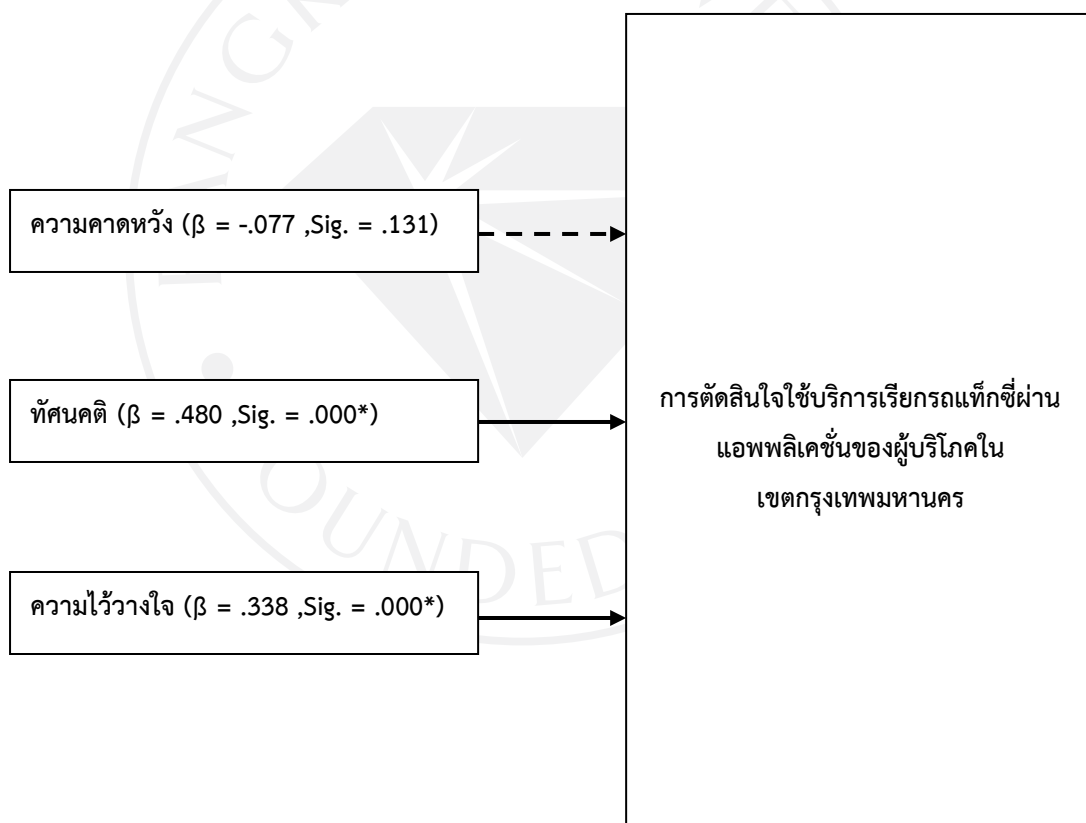 ความคาดหวัง (β = -.077 ,Sig. = .131)
ทัศนคติ (β = .480 ,Sig. = .000*)
ความไว้วางใจ (β = .338 ,Sig. = .000*)
การตัดสินใจใช้บริการเรียกรถแท็กซี่ผ่าน
แอพพลิเคชั่นของผู้บริโภคใน
เขตกรุงเทพมหานคร